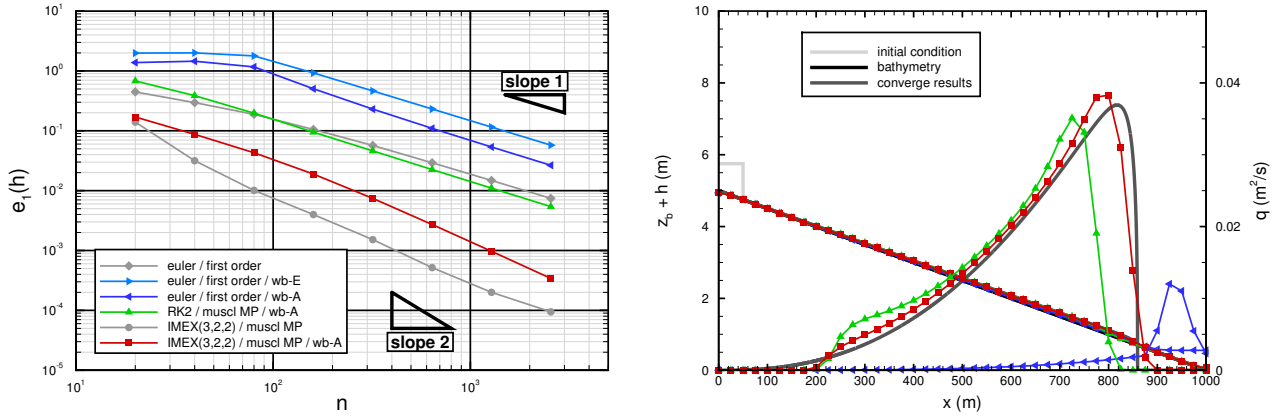 10^1
10^0
10^-1
10^-2
10^-3
10^-4
10^-5
e_1(h)
slope 1
euler / first order
euler / first order / wb-E
euler / first order / wb-A
RK2 / muscl MP / wb-A
IMEX(3,2,2) / muscl MP
IMEX(3,2,2) / muscl MP / wb-A
slope 2
10^1
10^2
10^3
n
10
8
6
4
2
0
z_b + h (m)
initial condition
bathymetry
converge results
0.04
0.02
0
q (m^2/s)
0 100 200 300 400 500 600 700 800 900 1000
x (m)